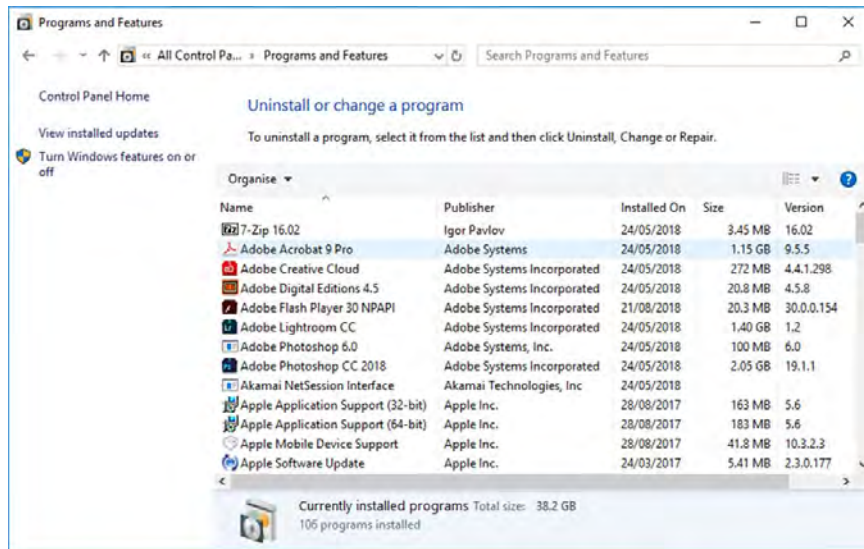 Programs and Features
« All Control Pa... » Programs and Features Search Programs and Features
Control Panel Home
View installed updates
Turn Windows features on or
off
Uninstall or change a program
To uninstall a program, select it from the list and then click Uninstall, Change or Repair.
Organise
Name Publisher Installed On Size Version
7-Zip 16.02 Igor Pavlov 24/05/2018 3.45 MB 16.02
Adobe Acrobat 9 Pro Adobe Systems 24/05/2018 1.15 GB 9.5.5
Adobe Creative Cloud Adobe Systems Incorporated 24/05/2018 272 MB 4.4.1.298
Adobe Digital Editions 4.5 Adobe Systems Incorporated 24/05/2018 20.8 MB 4.5.8
Adobe Flash Player 30 NPAPI Adobe Systems Incorporated 21/08/2018 20.3 MB 30.0.0.154
Adobe Lightroom CC Adobe Systems Incorporated 24/05/2018 1.40 GB 1.2
Adobe Photoshop 6.0 Adobe Systems, Inc. 24/05/2018 100 MB 6.0
Adobe Photoshop CC 2018 Adobe Systems Incorporated 24/05/2018 2.05 GB 19.1.1
Akamai NetSession Interface Akamai Technologies, Inc 24/05/2018
Apple Application Support (32-bit) Apple Inc. 28/08/2017 163 MB 5.6
Apple Application Support (64-bit) Apple Inc. 28/08/2017 183 MB 5.6
Apple Mobile Device Support Apple Inc. 28/08/2017 41.8 MB 10.3.2.3
Apple Software Update Apple Inc. 24/03/2017 5.41 MB 2.3.0.177
Currently installed programs Total size: 38.2 GB
106 programs installed